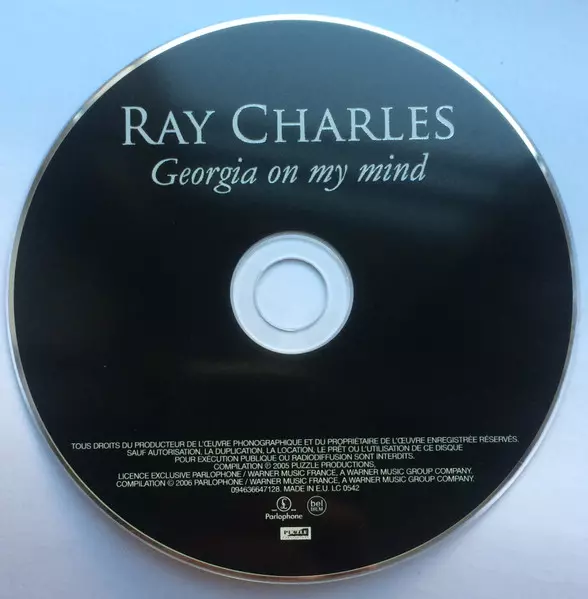 RAY CHARLES
Georgia on my mind
TOUS DROITS DU PRODUCTEUR DE L'ŒUVRE PHONOGRAPHIQUE ET DU PROPRIÉTAIRE DE L'ŒUVRE ENREGISTRÉE RÉSERVÉS.
SAUF AUTORISATION, LA DUPLICATION, LA LOCATION, LE PRÊT OU L'UTILISATION DE CE DISQUE
POUR EXECUTION PUBLIQUE OU RADIODIFFUSION SONT INTERDITS.
COMPILATION ℗ 2005 PUZZLE PRODUCTIONS,
LICENCE EXCLUSIVE PARLOPHONE / WARNER MUSIC FRANCE, A WARNER MUSIC GROUP COMPANY.
COMPILATION ℗ 2006 PARLOPHONE / WARNER MUSIC FRANCE, A WARNER MUSIC GROUP COMPANY.
094636647128. MADE IN E.U. LC 0542
Parlophone
bel
BIEM